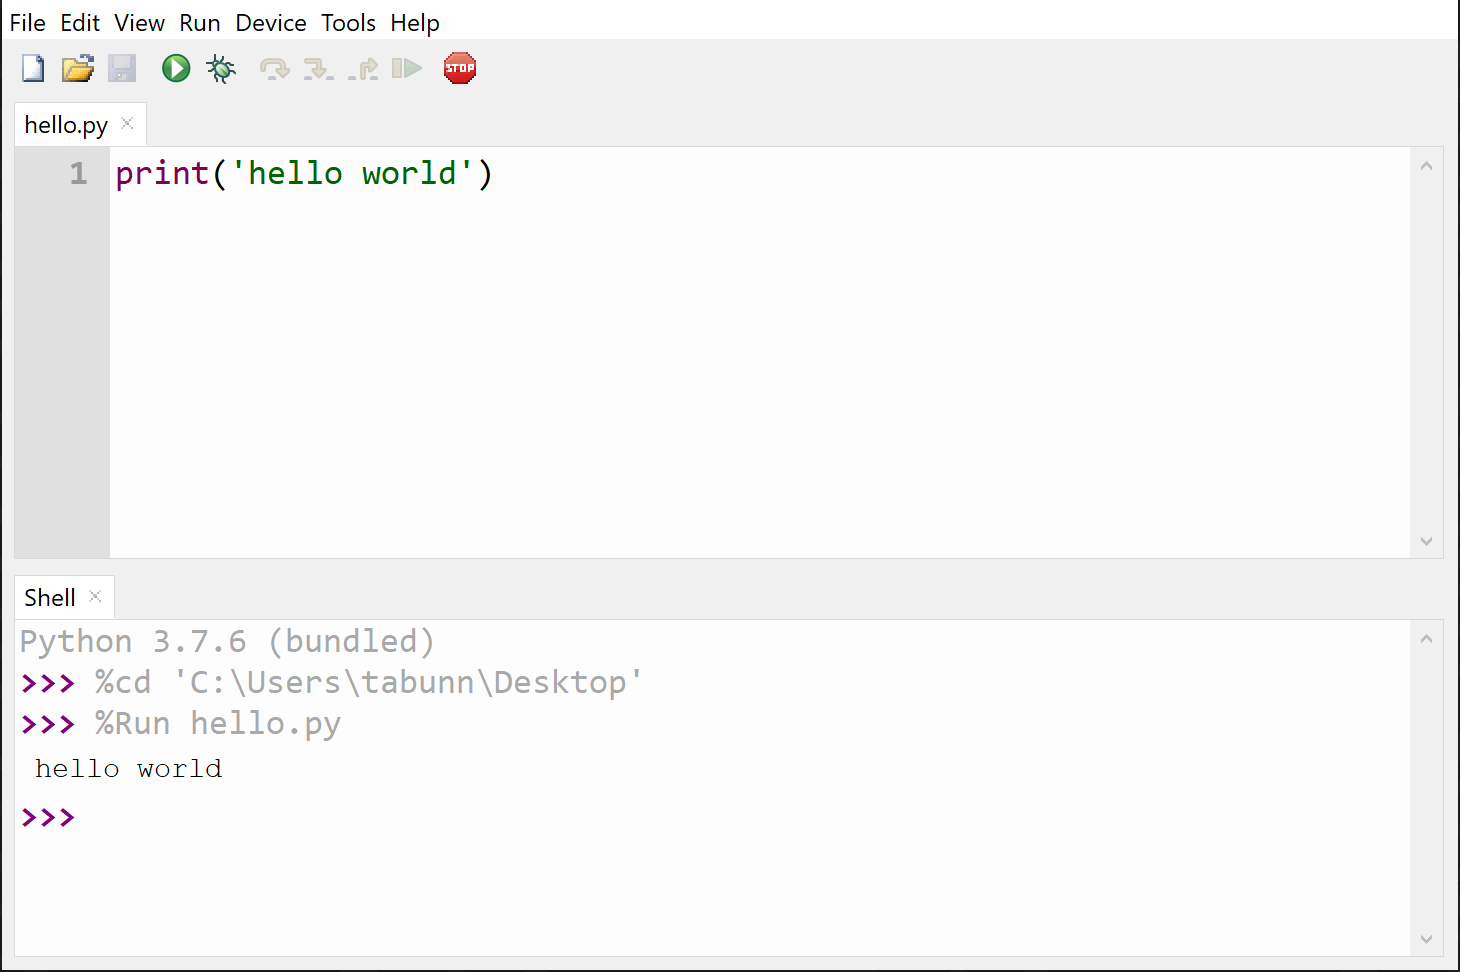 File Edit View Run Device Tools Help
STOP
hello.py
1 print('hello world')
Shell
Python 3.7.6 (bundled)
>>> %cd 'C:\Users\tabunn\Desktop'
>>> %Run hello.py
hello world
>>>